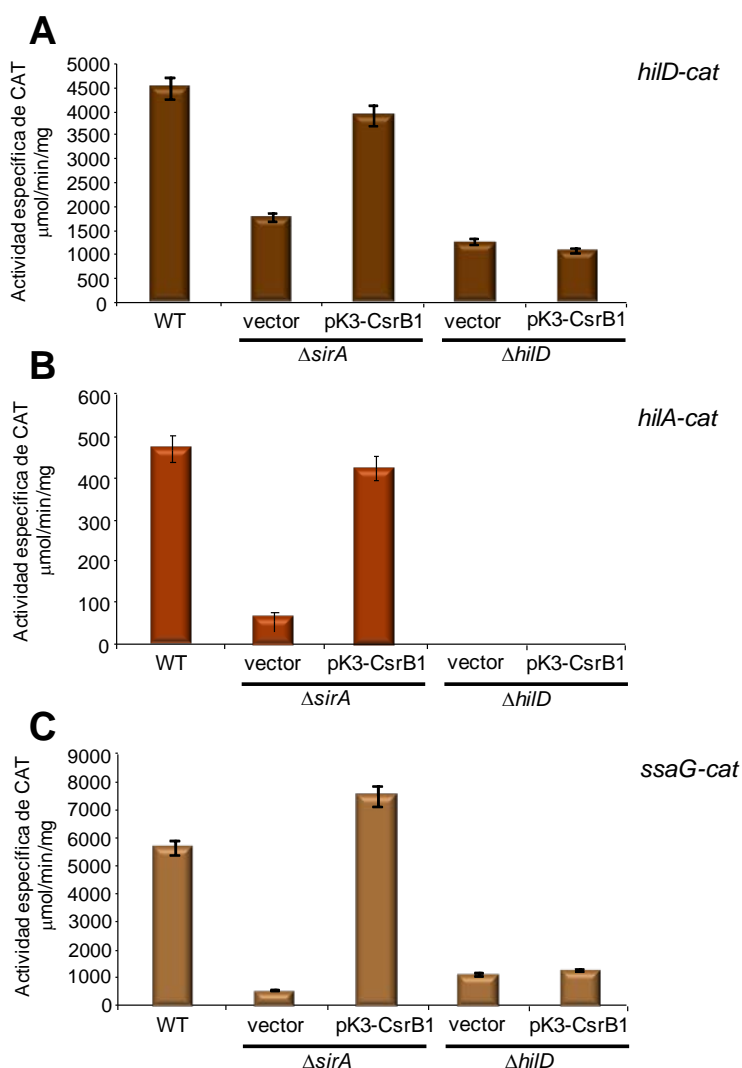 A
hilD-cat
Actividad específica de CAT
μmol/min/mg
5000
4500
4000
3500
3000
2500
2000
1500
1000
500
0
WT
vector
pK3-CsrB1
vector
pK3-CsrB1
ΔsirA
ΔhilD
B
hilA-cat
Actividad específica de CAT
μmol/min/mg
600
500
400
300
200
100
0
WT
vector
pK3-CsrB1
vector
pK3-CsrB1
ΔsirA
ΔhilD
C
ssaG-cat
Actividad específica de CAT
μmol/min/mg
9000
8000
7000
6000
5000
4000
3000
2000
1000
0
WT
vector
pK3-CsrB1
vector
pK3-CsrB1
ΔsirA
ΔhilD